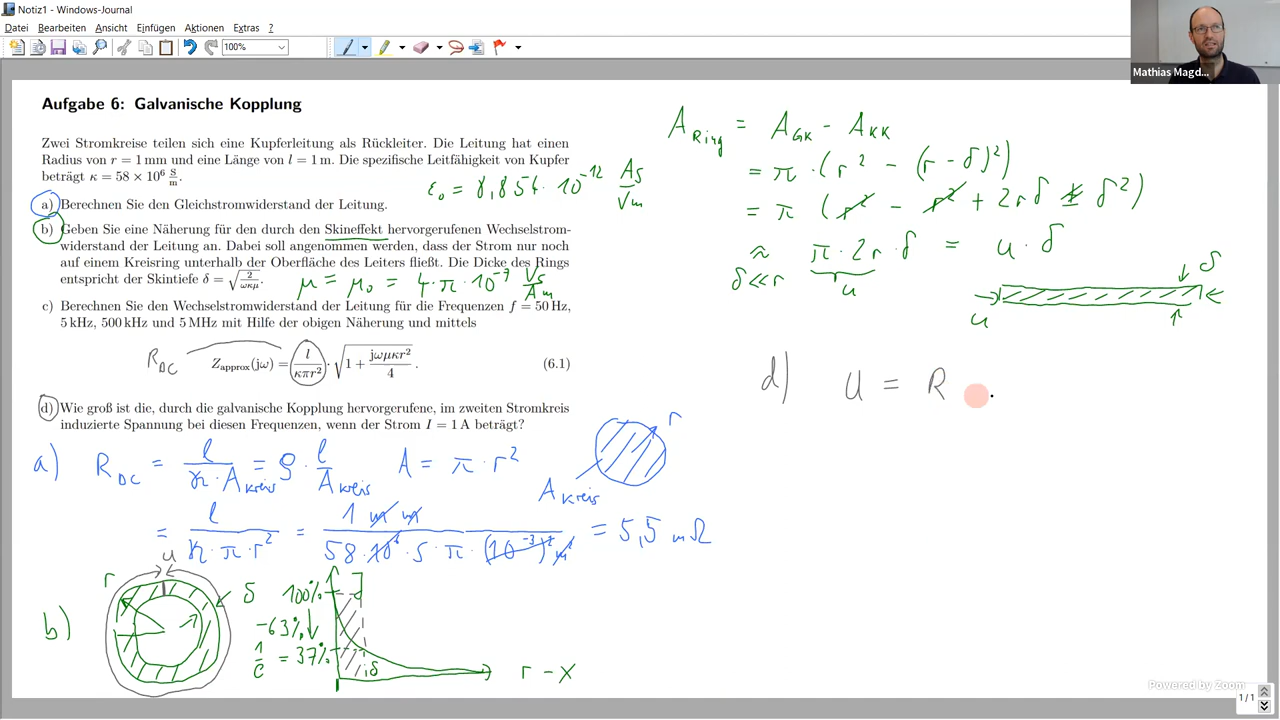 Notiz1 - Windows-Journal
Datei Bearbeiten Ansicht Einfügen Aktionen Extras ?
100%
Mathias Magd...
Aufgabe 6: Galvanische Kopplung
Zwei Stromkreise teilen sich eine Kupferleitung als Rückleiter. Die Leitung hat einen
Radius von r = 1 mm und eine Länge von l = 1 m. Die spezifische Leitfähigkeit von Kupfer
beträgt κ = 58 × 10⁶ S/m.
ε₀ = 8,854 · 10⁻¹² As/Vm
a) Berechnen Sie den Gleichstromwiderstand der Leitung.
b) Geben Sie eine Näherung für den durch den Skineffekt hervorgerufenen Wechselstrom-
widerstand der Leitung an. Dabei soll angenommen werden, dass der Strom nur noch
auf einem Kreisring unterhalb der Oberfläche des Leiters fließt. Die Dicke des Rings
entspricht der Skintiefe δ = √(2/(ωκμ)).
μ = μ₀ = 4 · π · 10⁻⁷ Vs/Am
c) Berechnen Sie den Wechselstromwiderstand der Leitung für die Frequenzen f = 50 Hz,
5 kHz, 500 kHz und 5 MHz mit Hilfe der obigen Näherung und mittels
R_DC
Z_approx(jω) = l/(κπr²) · √(1 + jωμκr²/4) . (6.1)
d) Wie groß ist die, durch die galvanische Kopplung hervorgerufene, im zweiten Stromkreis
induzierte Spannung bei diesen Frequenzen, wenn der Strom I = 1 A beträgt?
a) R_DC = l/(κ · A_Kreis) = ρ · l/A_Kreis A = π · r²
A_Kreis r
= l/(κ · π · r²) = 1 m m/(58 · 10⁶ · S · π · (10⁻³)² m²) = 5,5 mΩ
b) r u δ
100%
-63%
1/e = 37%
δ
r - x
A_Ring = A_GK - A_KK
= π · (r² - (r - δ)²)
= π (r² - r² + 2rδ ± δ²)
≈ π · 2r · δ = u · δ
δ << r u
u δ
d) U = R ·
Powered by Zoom
1/1